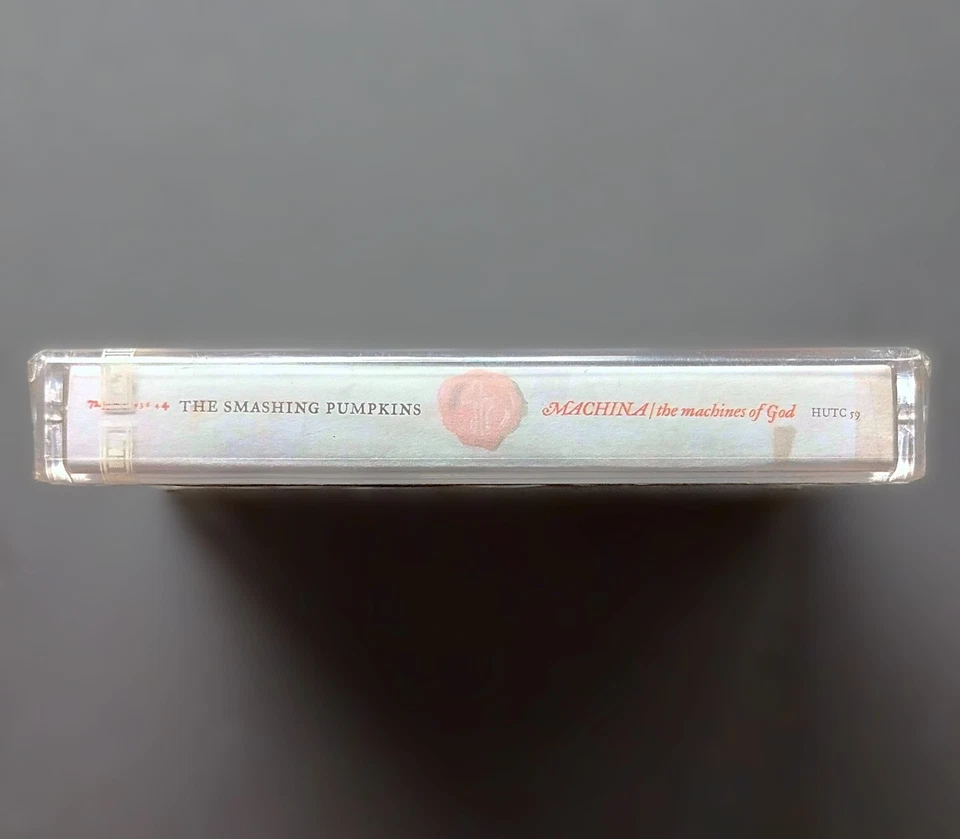 THE SMASHING PUMPKINS MACHINA | the machines of God HUTC 59